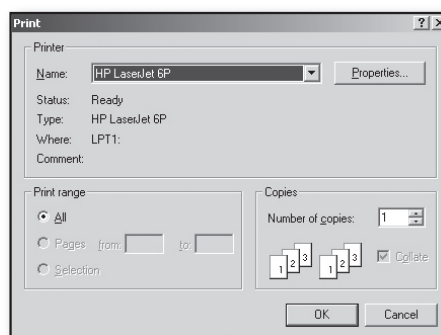 Print
Printer
Name: HP LaserJet 6P Properties...
Status: Ready
Type: HP LaserJet 6P
Where: LPT1:
Comment:
Print range
All
Pages from: to:
Selection
Copies
Number of copies: 1
1 2 3 1 2 3 Collate
OK Cancel